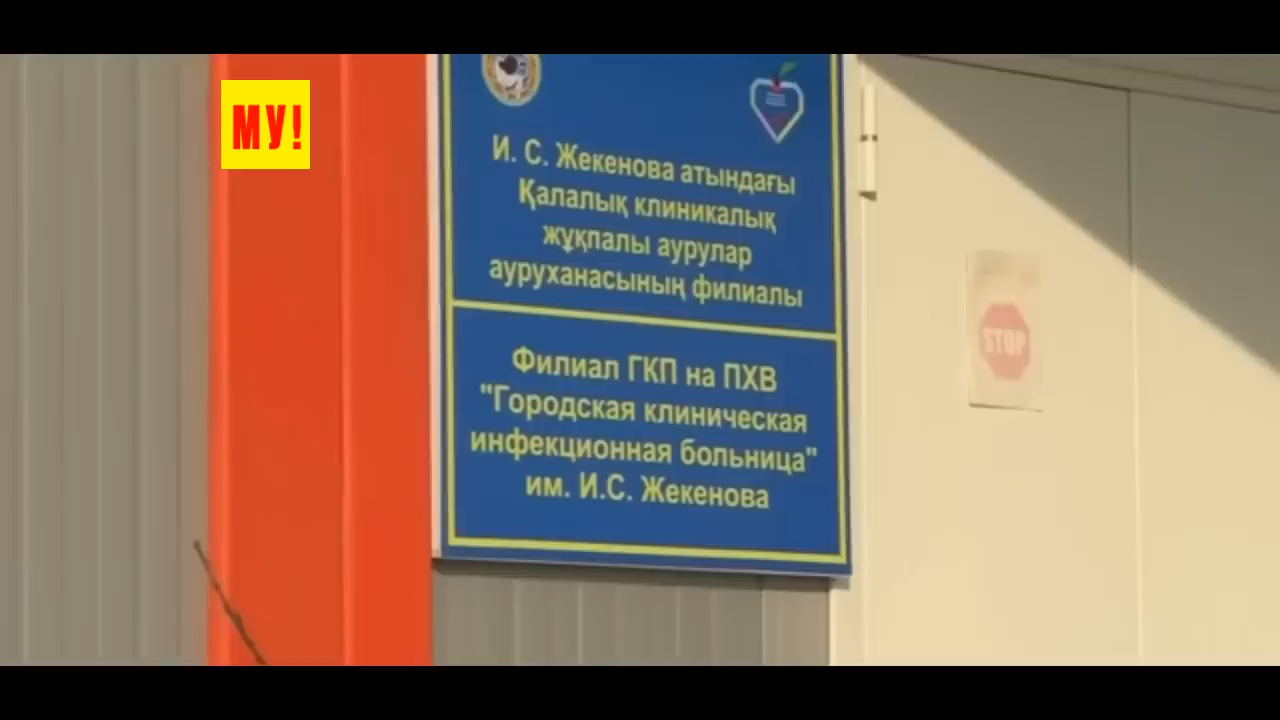 МУ!
И. С. Жекенова атындағы
Қалалық клиникалық
жұқпалы аурулар
ауруханасының филиалы
Филиал ГКП на ПХВ
"Городская клиническая
инфекционная больница"
им. И.С. Жекенова
STOP